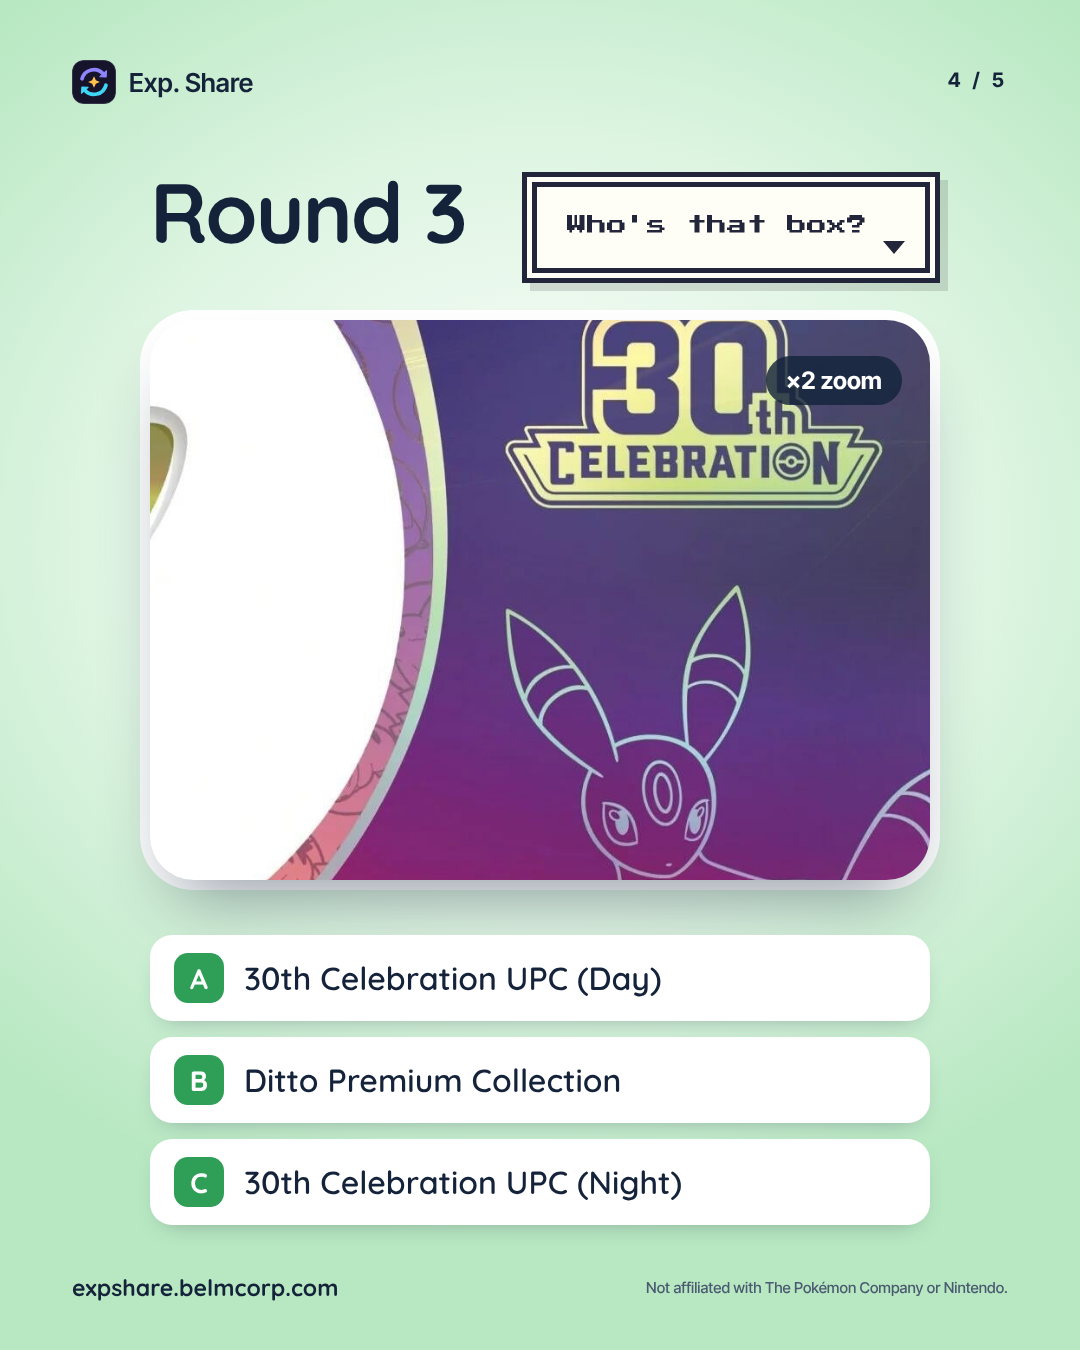 Exp. Share
4 / 5
Round 3
Who's that box?
×2 zoom
30th
CELEBRATION
A 30th Celebration UPC (Day)
B Ditto Premium Collection
C 30th Celebration UPC (Night)
expshare.belmcorp.com
Not affiliated with The Pokémon Company or Nintendo.